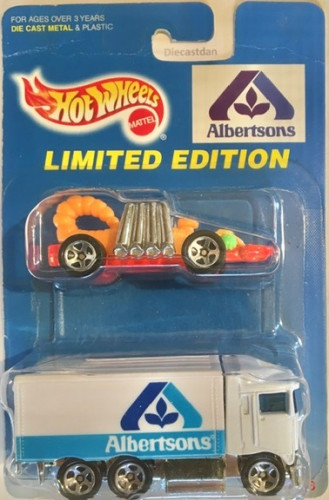 FOR AGES OVER 3 YEARS
DIE CAST METAL & PLASTIC
Diecastdan
Hot Wheels
MATTEL
Albertsons
LIMITED EDITION
Albertsons